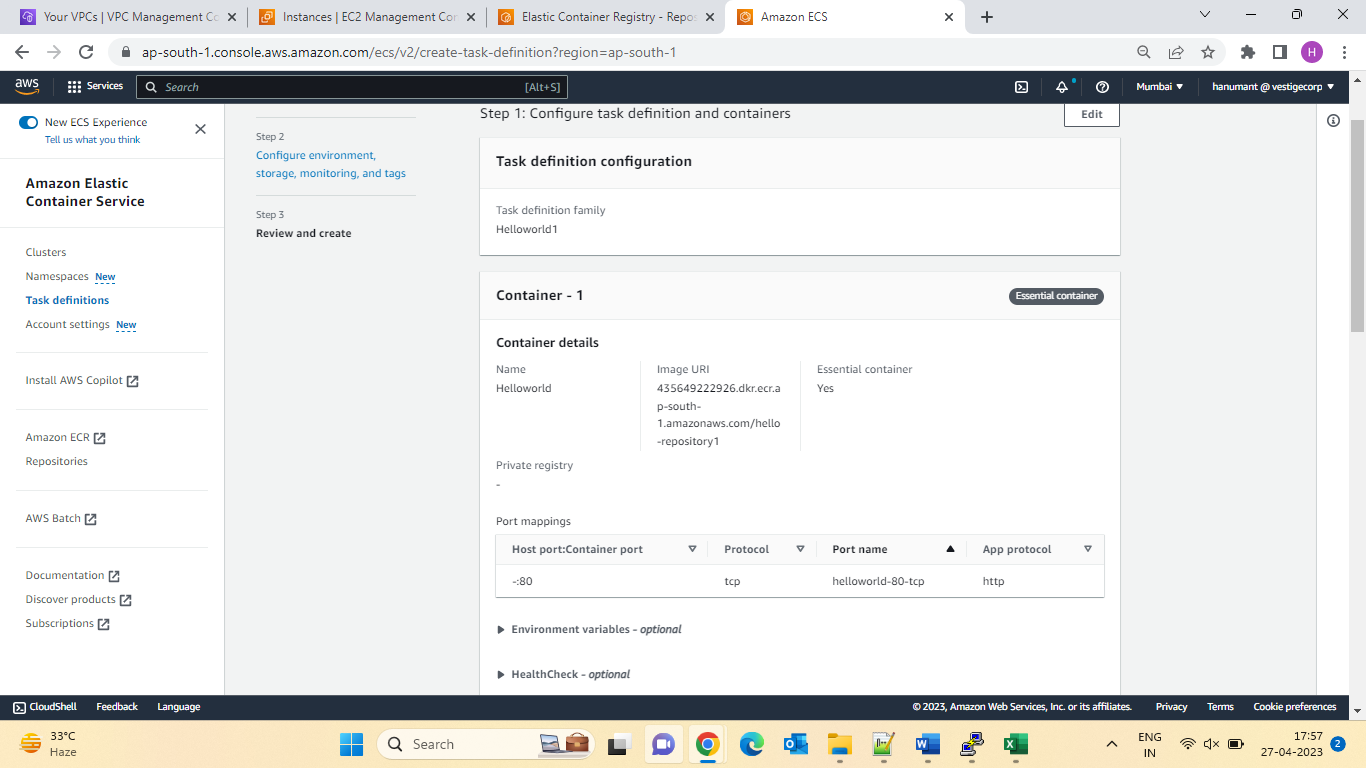 Your VPCs | VPC Management Co
Instances | EC2 Management Con
Elastic Container Registry - Repos
Amazon ECS
ap-south-1.console.aws.amazon.com/ecs/v2/create-task-definition?region=ap-south-1
H
aws
Services
Search
[Alt+S]
Mumbai
hanumant @ vestigecorp
New ECS Experience
Tell us what you think
Amazon Elastic
Container Service
Clusters
Namespaces New
Task definitions
Account settings New
Install AWS Copilot
Amazon ECR
Repositories
AWS Batch
Documentation
Discover products
Subscriptions
Step 2
Configure environment,
storage, monitoring, and tags
Step 3
Review and create
Step 1: Configure task definition and containers
Edit
Task definition configuration
Task definition family
Helloworld1
Container - 1
Essential container
Container details
Name
Helloworld
Image URI
435649222926.dkr.ecr.a
p-south-
1.amazonaws.com/hello
-repository1
Essential container
Yes
Private registry
-
Port mappings
Host port:Container port Protocol Port name App protocol
-:80 tcp helloworld-80-tcp http
Environment variables - optional
HealthCheck - optional
CloudShell Feedback Language
© 2023, Amazon Web Services, Inc. or its affiliates. Privacy Terms Cookie preferences
33°C
Haze
Search
ENG
IN
17:57
27-04-2023
2